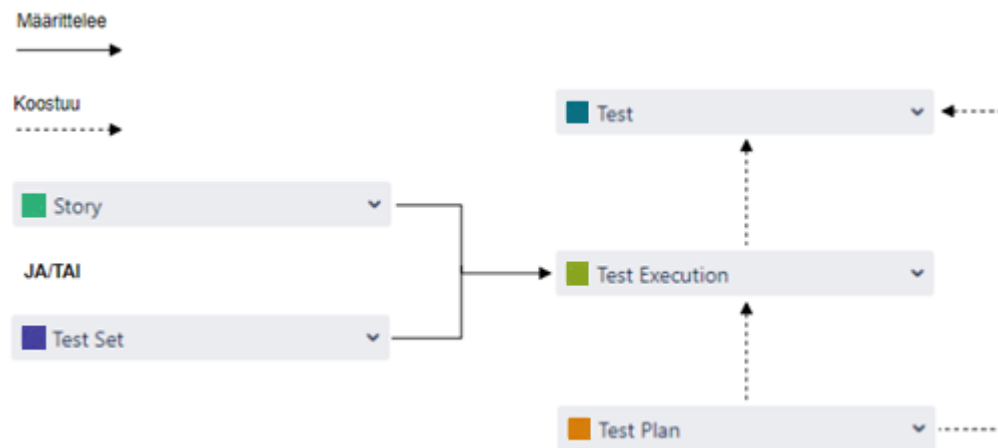 Määrittelee
Koostuu
Test
Story
JA/TAI
Test Execution
Test Set
Test Plan